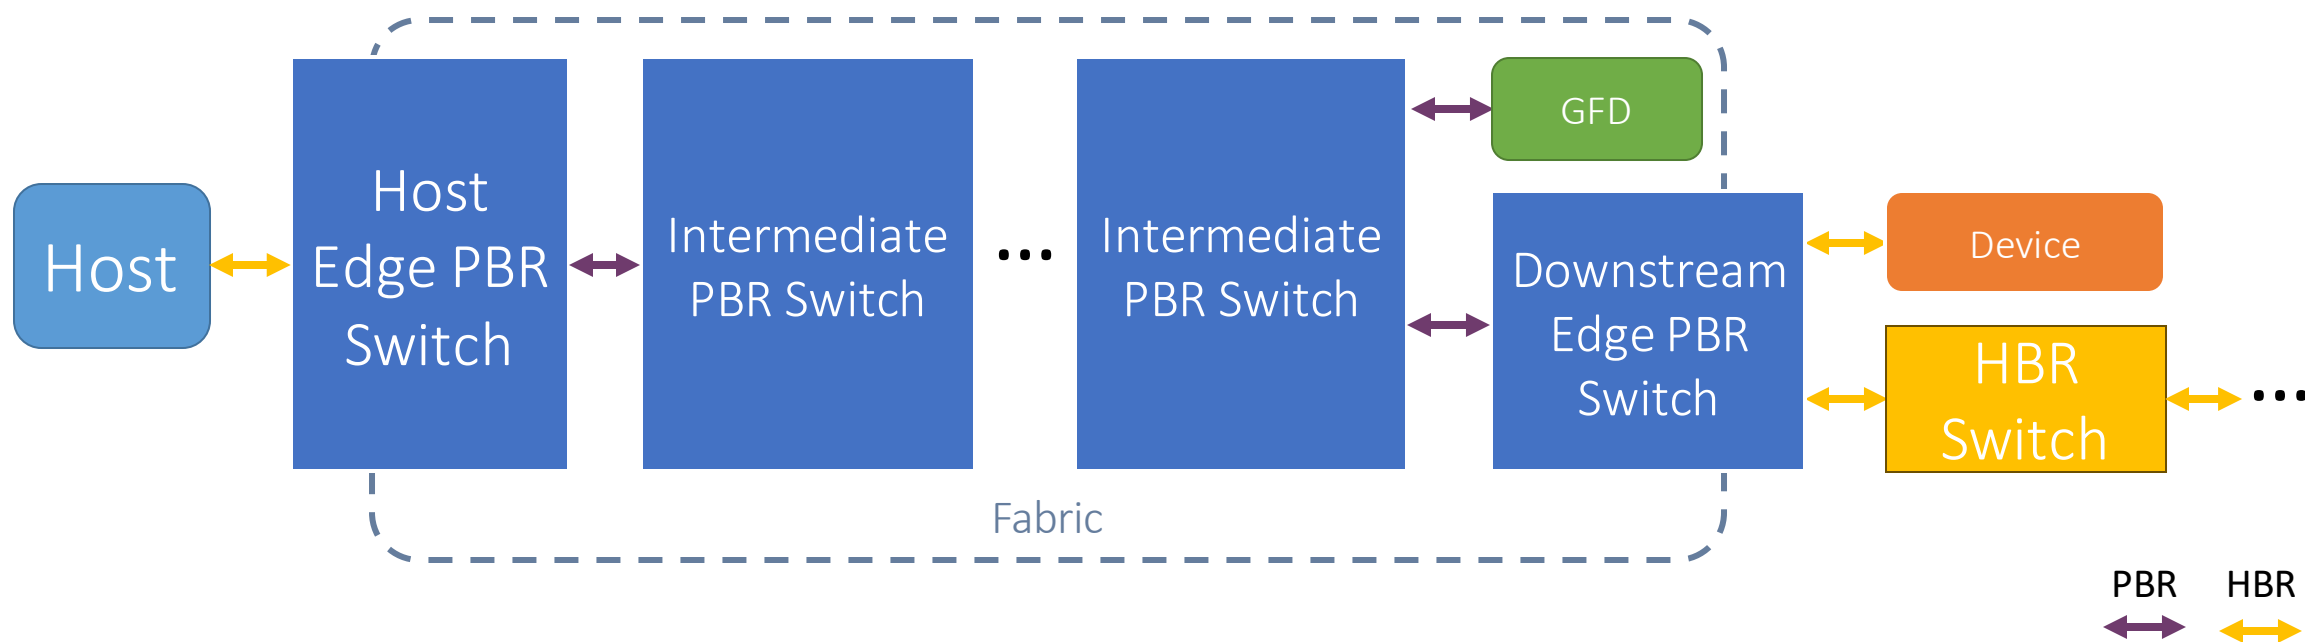 Host
Host
Edge PBR
Switch
Intermediate
PBR Switch
...
Intermediate
PBR Switch
GFD
Downstream
Edge PBR
Switch
Device
HBR
Switch
...
Fabric
PBR
HBR